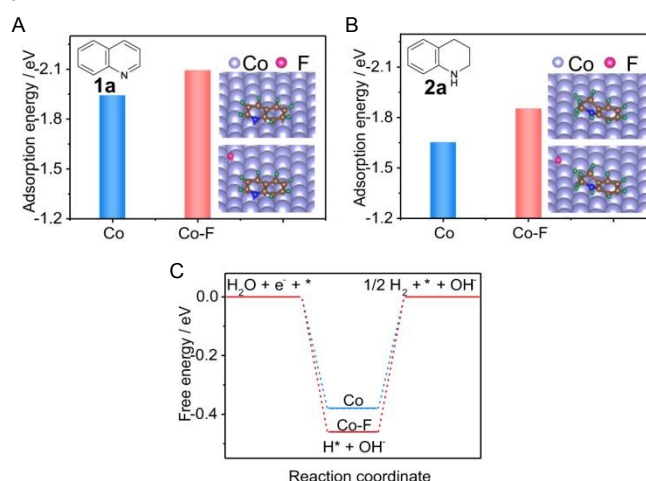 A
Adsorption energy / eV
-2.1
-1.8
-1.5
-1.2
N
1a
Co F
Co
Co-F
B
Adsorption energy / eV
-2.1
-1.8
-1.5
-1.2
N
H
2a
Co F
Co
Co-F
C
Free energy / eV
0.0
-0.2
-0.4
H₂O + e⁻ + *
1/2 H₂ + * + OH⁻
Co
Co-F
H* + OH⁻
Reaction coordinate